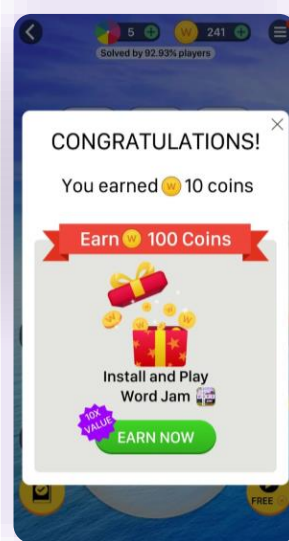 5 W 241
Solved by 92.93% players
CONGRATULATIONS!
You earned W 10 coins
Earn W 100 Coins
W W W W
Install and Play
Word Jam
10X
VALUE
EARN NOW
FREE